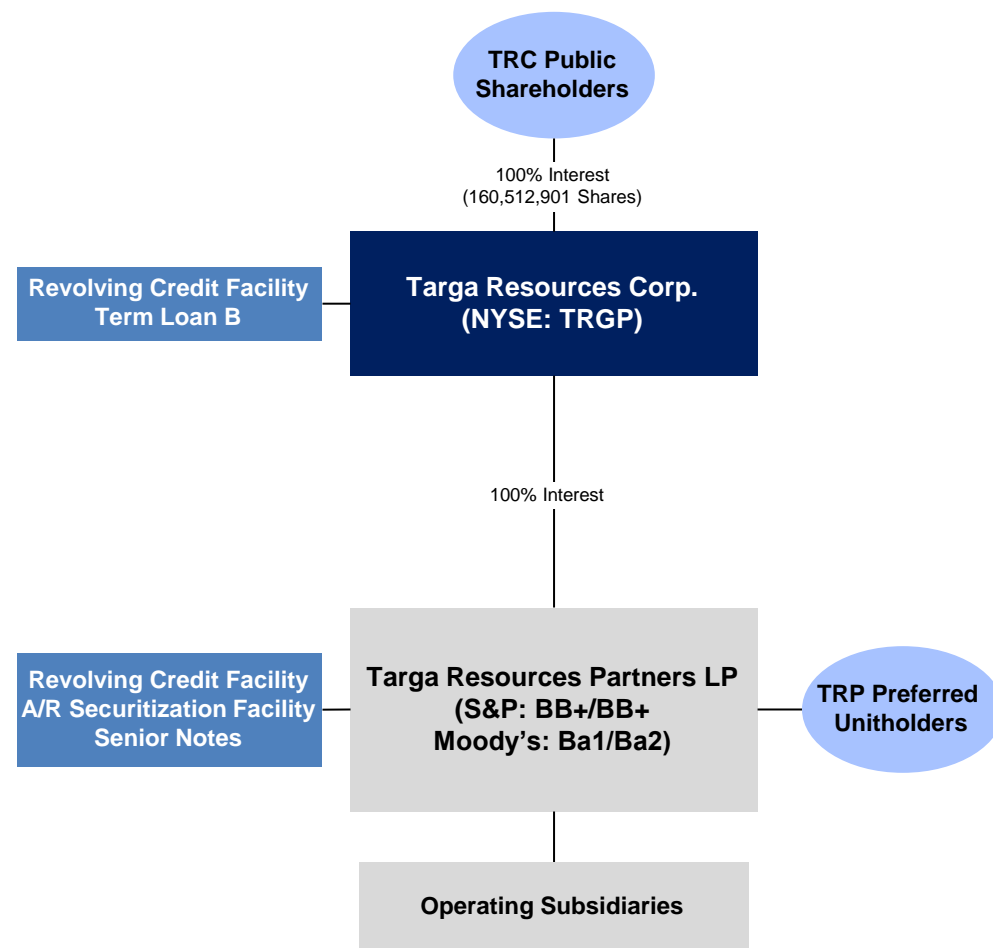 TRC Public
Shareholders
100% Interest
(160,512,901 Shares)
Revolving Credit Facility
Term Loan B
Targa Resources Corp.
(NYSE: TRGP)
100% Interest
Revolving Credit Facility
A/R Securitization Facility
Senior Notes
Targa Resources Partners LP
(S&P: BB+/BB+
Moody’s: Ba1/Ba2)
TRP Preferred
Unitholders
Operating Subsidiaries